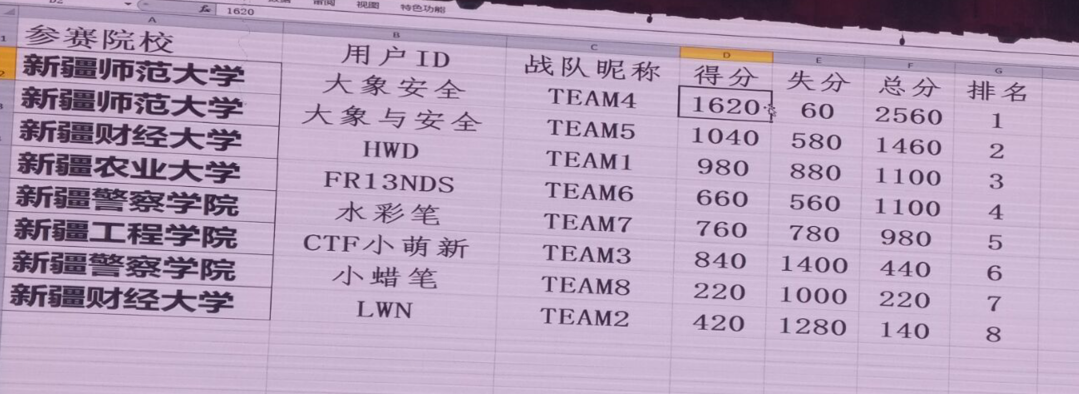 1620
视图
特色功能
A B C D E F G
参赛院校 用户ID 战队昵称 得分 失分 总分 排名
新疆师范大学 大象安全 TEAM4 1620 60 2560 1
新疆师范大学 大象与安全 TEAM5 1040 580 1460 2
新疆财经大学 HWD TEAM1 980 880 1100 3
新疆农业大学 FR13NDS TEAM6 660 560 1100 4
新疆警察学院 水彩笔 TEAM7 760 780 980 5
新疆工程学院 CTF小萌新 TEAM3 840 1400 440 6
新疆警察学院 小蜡笔 TEAM8 220 1000 220 7
新疆财经大学 LWN TEAM2 420 1280 140 8